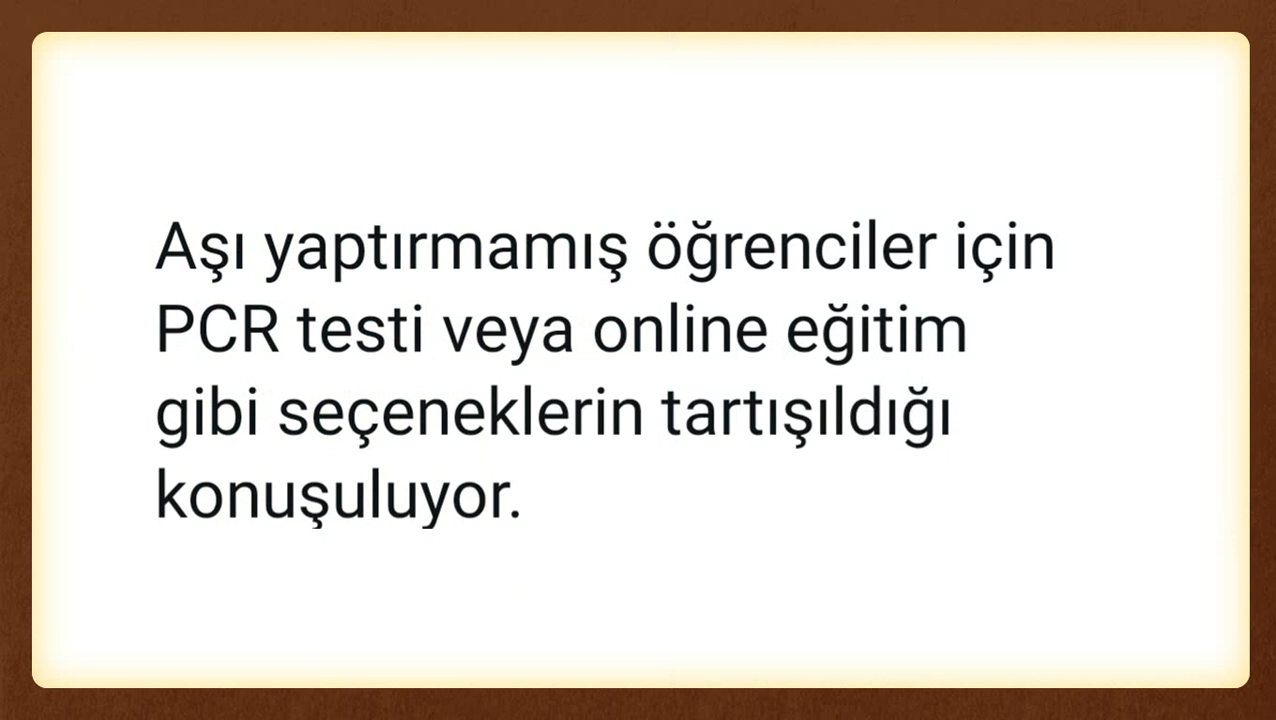 Aşı yaptırmamış öğrenciler için
PCR testi veya online eğitim
gibi seçeneklerin tartışıldığı
konuşuluyor.